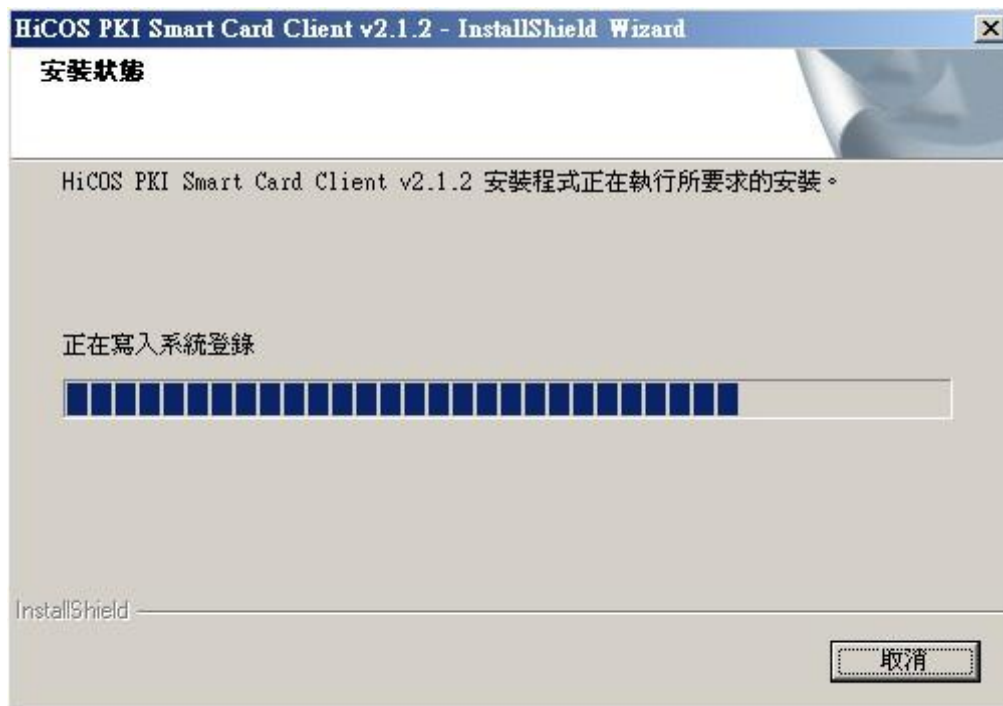 HiCOS PKI Smart Card Client v2.1.2 - InstallShield Wizard
安裝狀態
HiCOS PKI Smart Card Client v2.1.2 安裝程式正在執行所要求的安裝。
正在寫入系統登錄
InstallShield
取消